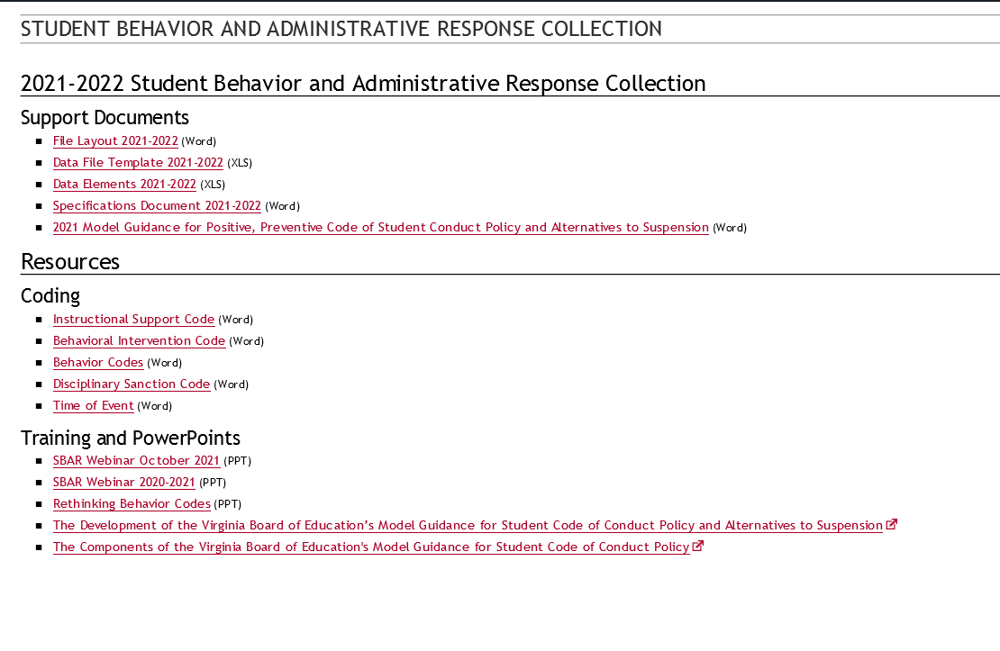 STUDENT BEHAVIOR AND ADMINISTRATIVE RESPONSE COLLECTION
2021-2022 Student Behavior and Administrative Response Collection
Support Documents
File Layout 2021-2022 (Word)
Data File Template 2021-2022 (XLS)
Data Elements 2021-2022 (XLS)
Specifications Document 2021-2022 (Word)
2021 Model Guidance for Positive, Preventive Code of Student Conduct Policy and Alternatives to Suspension (Word)
Resources
Coding
Instructional Support Code (Word)
Behavioral Intervention Code (Word)
Behavior Codes (Word)
Disciplinary Sanction Code (Word)
Time of Event (Word)
Training and PowerPoints
SBAR Webinar October 2021 (PPT)
SBAR Webinar 2020-2021 (PPT)
Rethinking Behavior Codes (PPT)
The Development of the Virginia Board of Education’s Model Guidance for Student Code of Conduct Policy and Alternatives to Suspension
The Components of the Virginia Board of Education's Model Guidance for Student Code of Conduct Policy